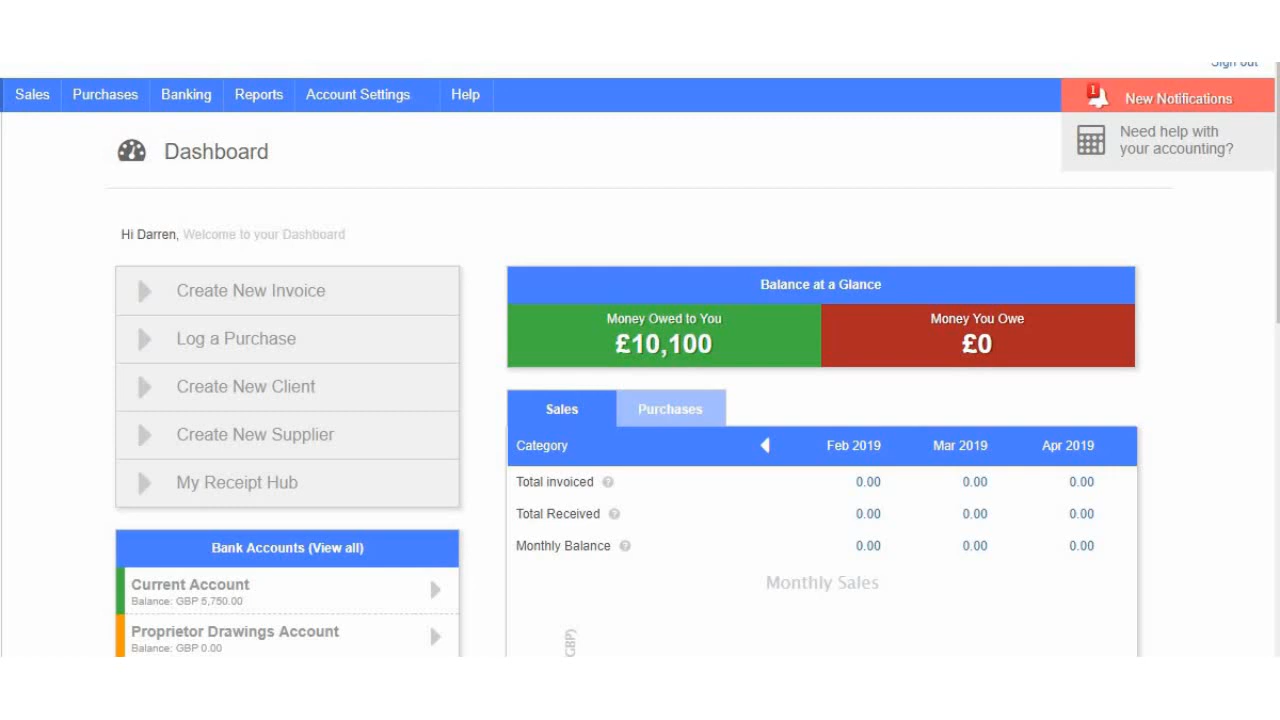 Sign out
Sales Purchases Banking Reports Account Settings Help
1 New Notifications
Need help with
your accounting?
Dashboard
Hi Darren, Welcome to your Dashboard
Create New Invoice
Log a Purchase
Create New Client
Create New Supplier
My Receipt Hub
Bank Accounts (View all)
Current Account
Balance: GBP 5,750.00
Proprietor Drawings Account
Balance: GBP 0.00
Balance at a Glance
Money Owed to You
£10,100
Money You Owe
£0
Sales Purchases
Category Feb 2019 Mar 2019 Apr 2019
Total invoiced ? 0.00 0.00 0.00
Total Received ? 0.00 0.00 0.00
Monthly Balance ? 0.00 0.00 0.00
Monthly Sales
GBP)